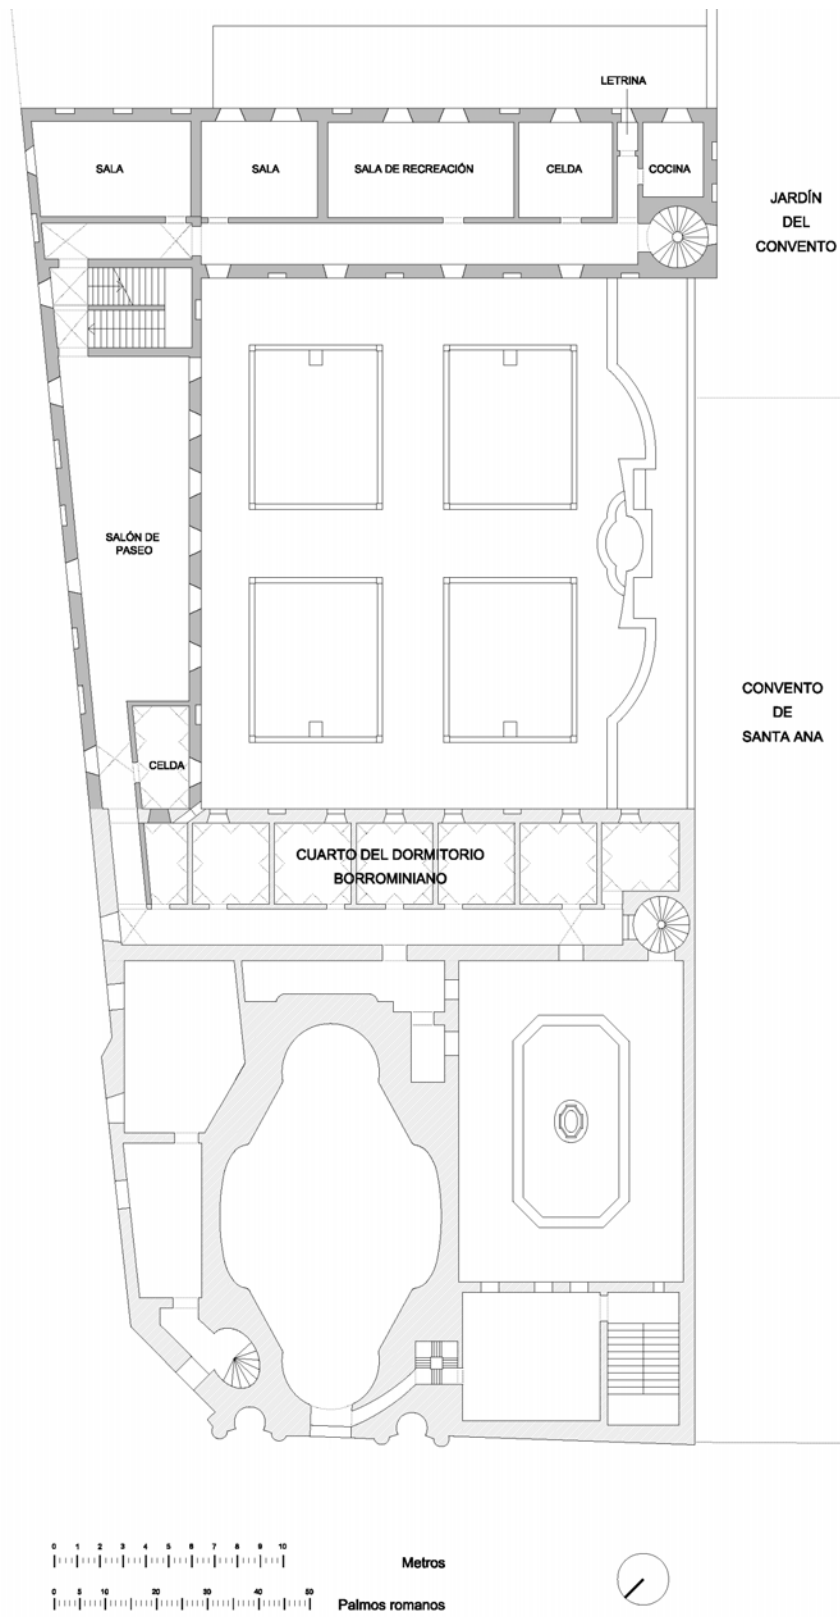 LETRINA
SALA
SALA
SALA DE RECREACIÓN
CELDA
COCINA
JARDÍN
DEL
CONVENTO
SALÓN DE
PASEO
CONVENTO
DE
SANTA ANA
CELDA
CUARTO DEL DORMITORIO
BORROMINIANO
0 1 2 3 4 5 6 7 8 9 10
Metros
0 5 10 20 30 40 50
Palmos romanos